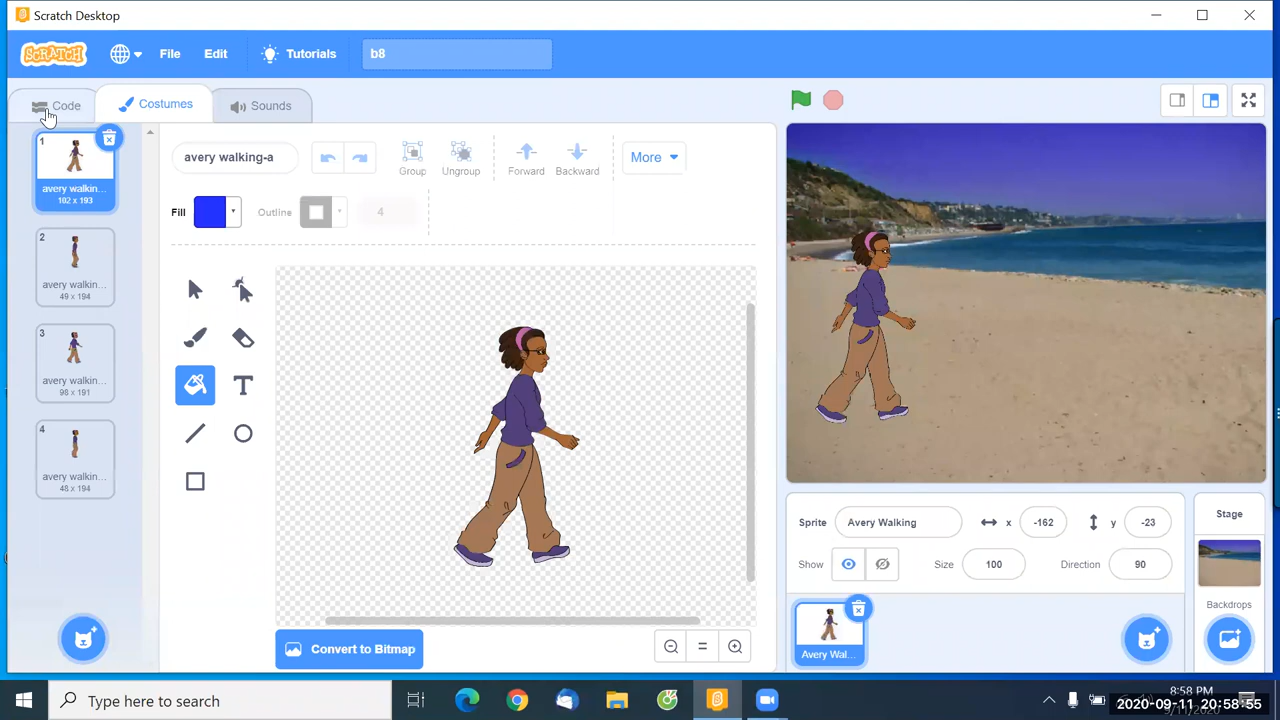 Scratch Desktop
SCRATCH File Edit Tutorials b8
Code Costumes Sounds
1
avery walkin...
102 x 193
2
avery walkin...
49 x 194
3
avery walkin...
98 x 191
4
avery walkin...
48 x 194
avery walking-a
Group Ungroup Forward Backward More
Fill Outline 4
Convert to Bitmap
Sprite Avery Walking x -162 y -23
Show Size 100 Direction 90
Avery Wal...
Stage
Backdrops
Type here to search
8:58 PM
2020-09-11 20:58:55